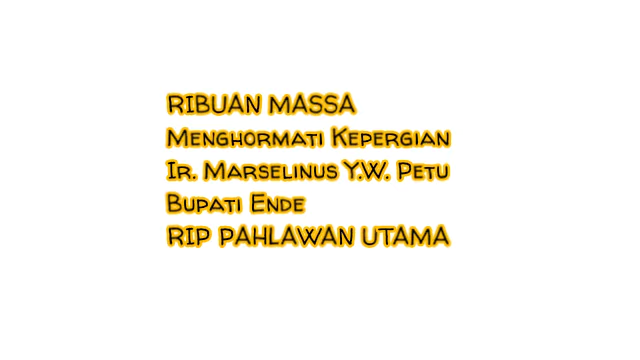 RIBUAN MASSA
Menghormati Kepergian
Ir. Marselinus Y.W. Petu
Bupati Ende
RIP PAHLAWAN UTAMA